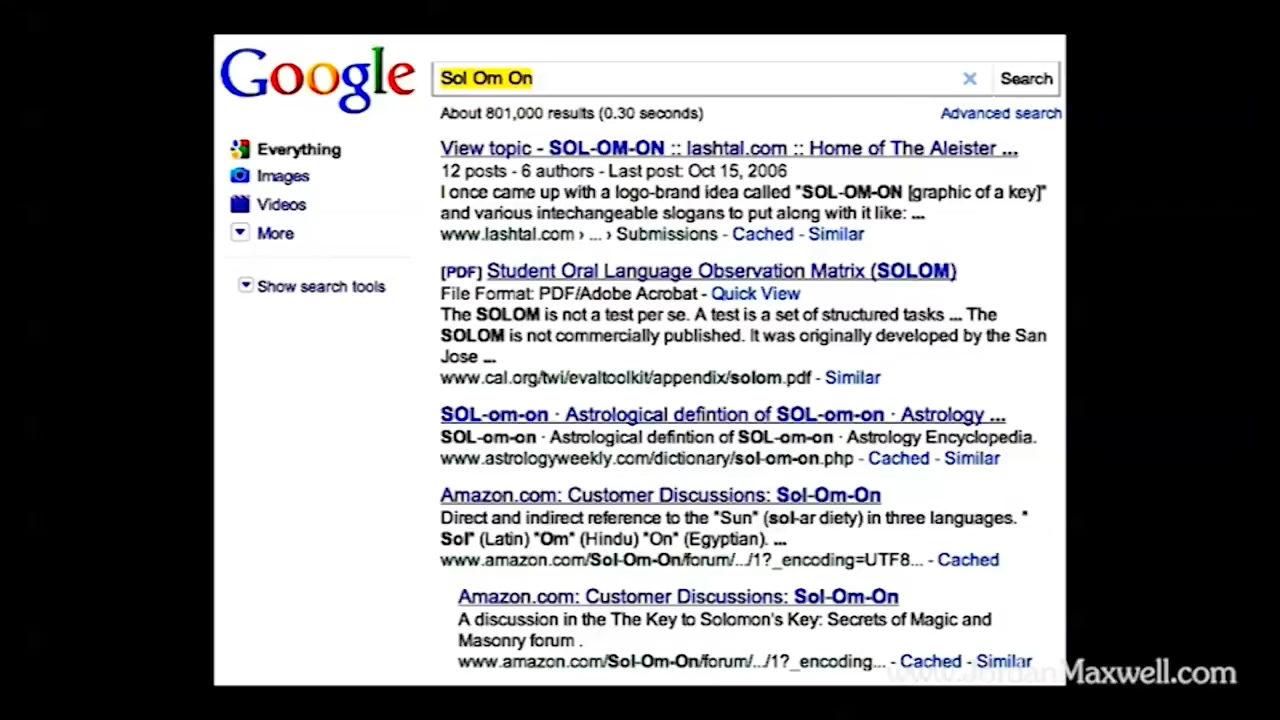 Google
Sol Om On
Search
About 801,000 results (0.30 seconds)
Advanced search
Everything
Images
Videos
More
Show search tools
View topic - SOL-OM-ON :: lashtal.com :: Home of The Aleister ...
12 posts - 6 authors - Last post: Oct 15, 2006
I once came up with a logo-brand idea called "SOL-OM-ON [graphic of a key]"
and various interchangeable slogans to put along with it like: ...
www.lashtal.com › ... › Submissions - Cached - Similar
[PDF] Student Oral Language Observation Matrix (SOLOM)
File Format: PDF/Adobe Acrobat - Quick View
The SOLOM is not a test per se. A test is a set of structured tasks ... The
SOLOM is not commercially published. It was originally developed by the San
Jose ...
www.cal.org/twi/evaltoolkit/appendix/solom.pdf - Similar
SOL-om-on · Astrological defintion of SOL-om-on · Astrology ...
SOL-om-on · Astrological defintion of SOL-om-on · Astrology Encyclopedia.
www.astrologyweekly.com/dictionary/sol-om-on.php - Cached - Similar
Amazon.com: Customer Discussions: Sol-Om-On
Direct and indirect reference to the "Sun" (sol-ar diety) in three languages. "
Sol" (Latin) "Om" (Hindu) "On" (Egyptian). ...
www.amazon.com/Sol-Om-On/forum/.../1?_encoding=UTF8... - Cached
Amazon.com: Customer Discussions: Sol-Om-On
A discussion in the The Key to Solomon's Key: Secrets of Magic and
Masonry forum .
www.amazon.com/Sol-Om-On/forum/.../1?_encoding... - Cached - Similar
www.JordanMaxwell.com